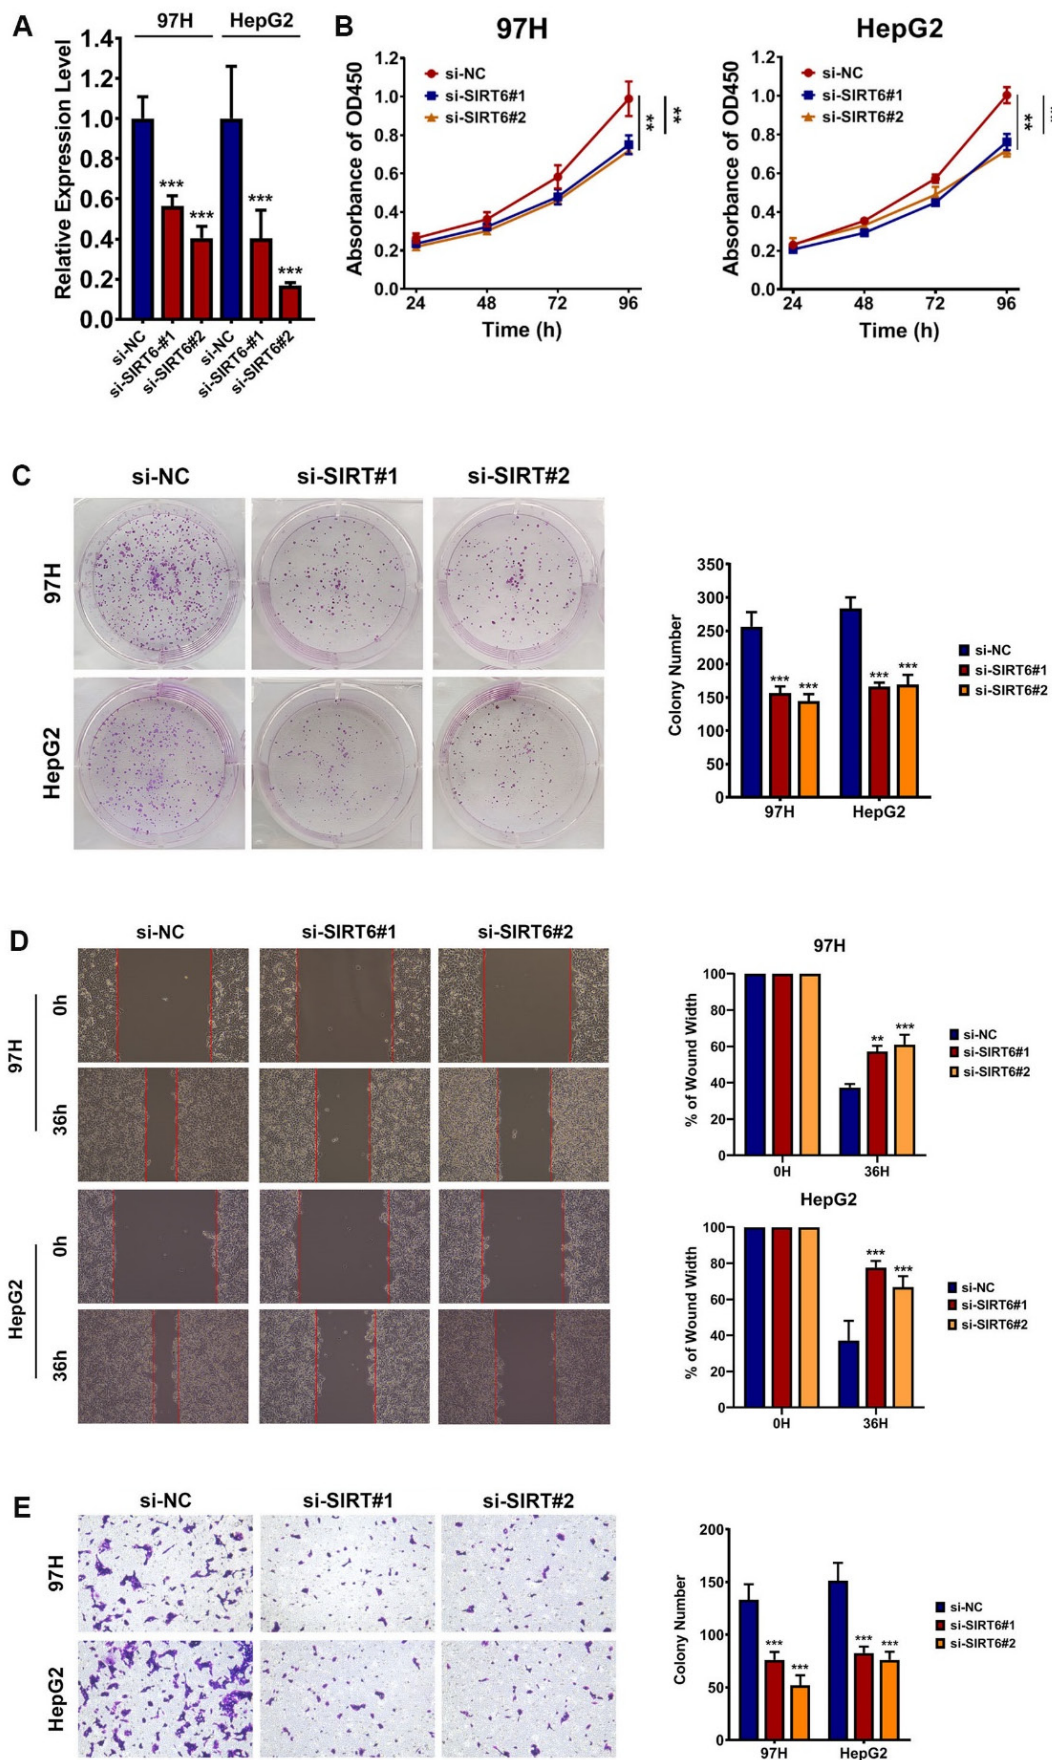 A
97H HepG2
Relative Expression Level
1.4
1.2
1.0
0.8
0.6
0.4
0.2
0.0
*** *** *** ***
si-NC
si-SIRT6-#1
si-SIRT6#2
si-NC
si-SIRT6-#1
si-SIRT6#2
B
97H
Absorbance of OD450
1.2
1.0
0.8
0.6
0.4
0.2
0.0
si-NC
si-SIRT6#1
si-SIRT6#2
** **
24 48 72 96
Time (h)
HepG2
Absorbance of OD450
1.2
1.0
0.8
0.6
0.4
0.2
0.0
si-NC
si-SIRT6#1
si-SIRT6#2
**
24 48 72 96
Time (h)
C
si-NC si-SIRT#1 si-SIRT#2
97H
HepG2
Colony Number
350
300
250
200
150
100
50
0
*** *** *** ***
97H HepG2
si-NC
si-SIRT6#1
si-SIRT6#2
D
si-NC si-SIRT6#1 si-SIRT6#2
97H
0h
36h
HepG2
0h
36h
97H
% of Wound Width
100
80
60
40
20
0
** ***
0H 36H
si-NC
si-SIRT6#1
si-SIRT6#2
HepG2
% of Wound Width
100
80
60
40
20
0
*** ***
0H 36H
si-NC
si-SIRT6#1
si-SIRT6#2
E
si-NC si-SIRT#1 si-SIRT#2
97H
HepG2
Colony Number
200
150
100
50
0
*** *** *** ***
97H HepG2
si-NC
si-SIRT6#1
si-SIRT6#2